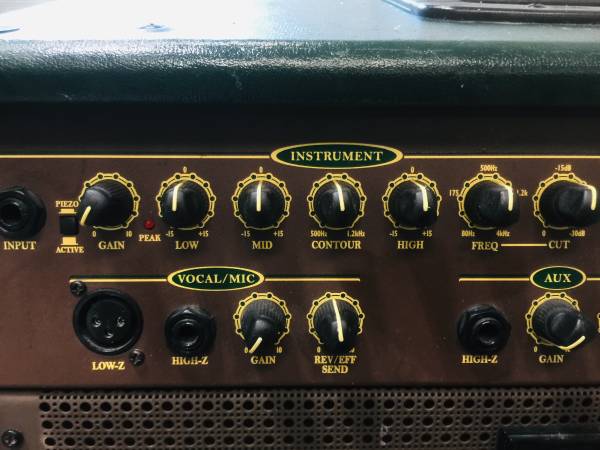 INSTRUMENT
INPUT
PIEZO
ACTIVE
0 10
GAIN
PEAK
0
-15 +15
LOW
0
-15 +15
MID
500Hz 1.2kHz
CONTOUR
0
-15 +15
HIGH
500Hz
175 1.2k
80Hz 4kHz
FREQ
-15dB
0 -30dB
CUT
VOCAL/MIC
LOW-Z
HIGH-Z
0 10
GAIN
REV/EFF
SEND
AUX
HIGH-Z
0
GAIN